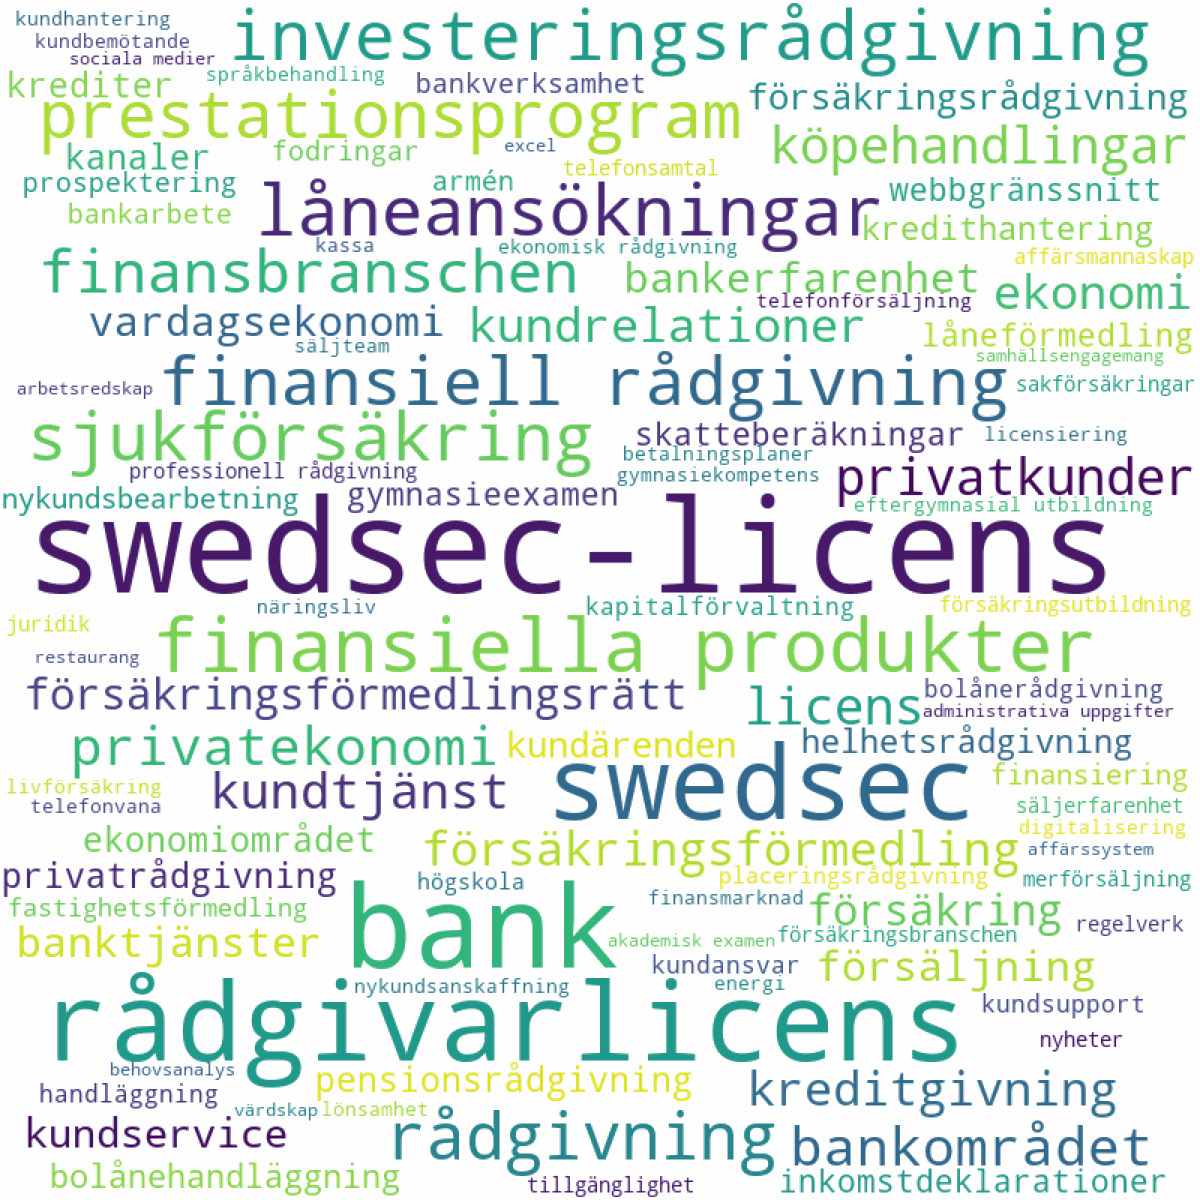 kundhantering
investeringsrådgivning
kundbemötande
sociala medier
språkbehandling
krediter
bankverksamhet
försäkringsrådgivning
prestationsprogram
köpehandlingar
excel
fodringar
kanaler
telefonsamtal
prospektering
armén
webbgränssnitt
låneansökningar
bankarbete
kredithantering
kassa
ekonomisk rådgivning
affärsmannaskap
finansbranschen
bankerfarenhet
ekonomi
telefonförsäljning
vardagsekonomi
kundrelationer
låneförmedling
säljteam
samhällsengagemang
finansiell rådgivning
arbetsredskap
sakförsäkringar
sjukförsäkring
skatteberäkningar
licensiering
betalningsplaner
professionell rådgivning
gymnasiekompetens
privatkunder
nykundsbearbetning
gymnasieexamen
eftergymnasial utbildning
swedsec-licens
näringsliv
kapitalförvaltning
försäkringsutbildning
juridik
finansiella produkter
restaurang
försäkringsförmedlingsrätt
bolånerådgivning
licens
administrativa uppgifter
privatekonomi
kundärenden
helhetsrådgivning
swedsec
finansiering
livförsäkring
kundtjänst
telefonvana
säljerfarenhet
digitalisering
ekonomiområdet
försäkringsförmedling
affärssystem
privatrådgivning
högskola
placeringsrådgivning
merförsäljning
bank
finansmarknad
fastighetsförmedling
försäkring
regelverk
banktjänster
akademisk examen
försäkringsbranschen
kundansvar
försäljning
nykundsanskaffning
energi
rådgivarlicens
kundsupport
nyheter
behovsanalys
pensionsrådgivning
kreditgivning
handläggning
värdskap
lönsamhet
kundservice
rådgivning
bankområdet
bolånehandläggning
tillgänglighet
inkomstdeklarationer